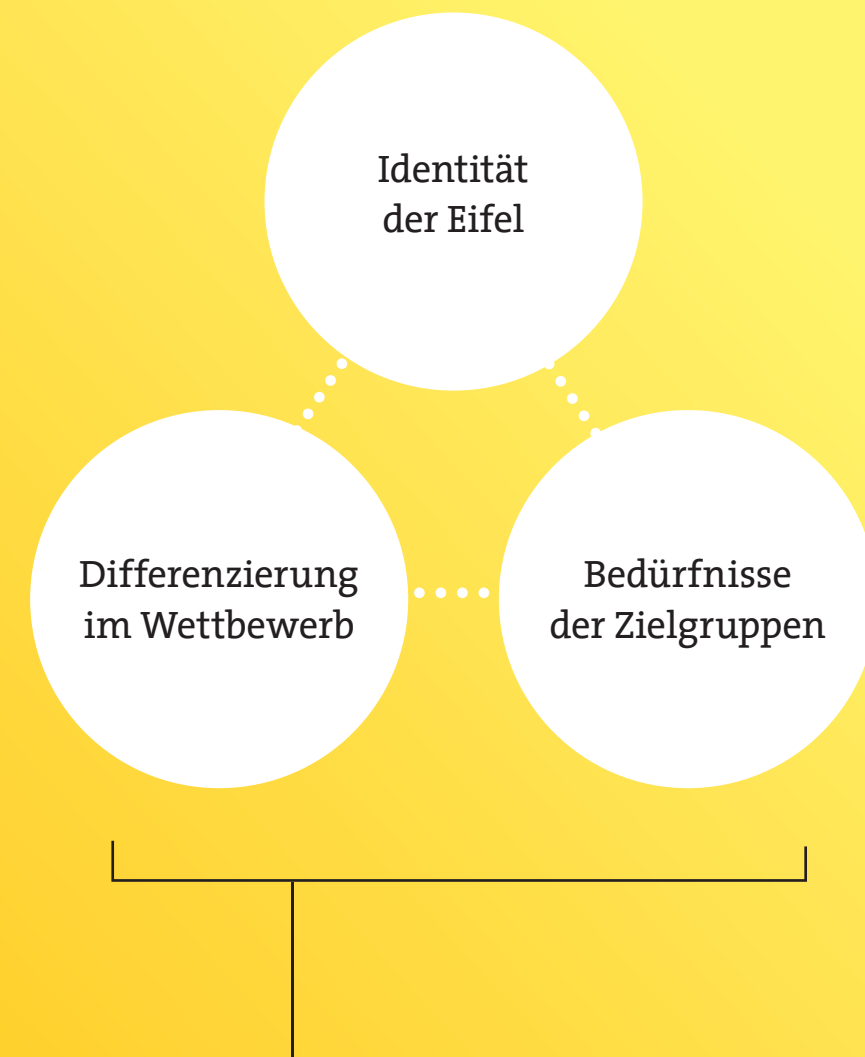 Identität
der Eifel
Differenzierung
im Wettbewerb
Bedürfnisse
der Zielgruppen